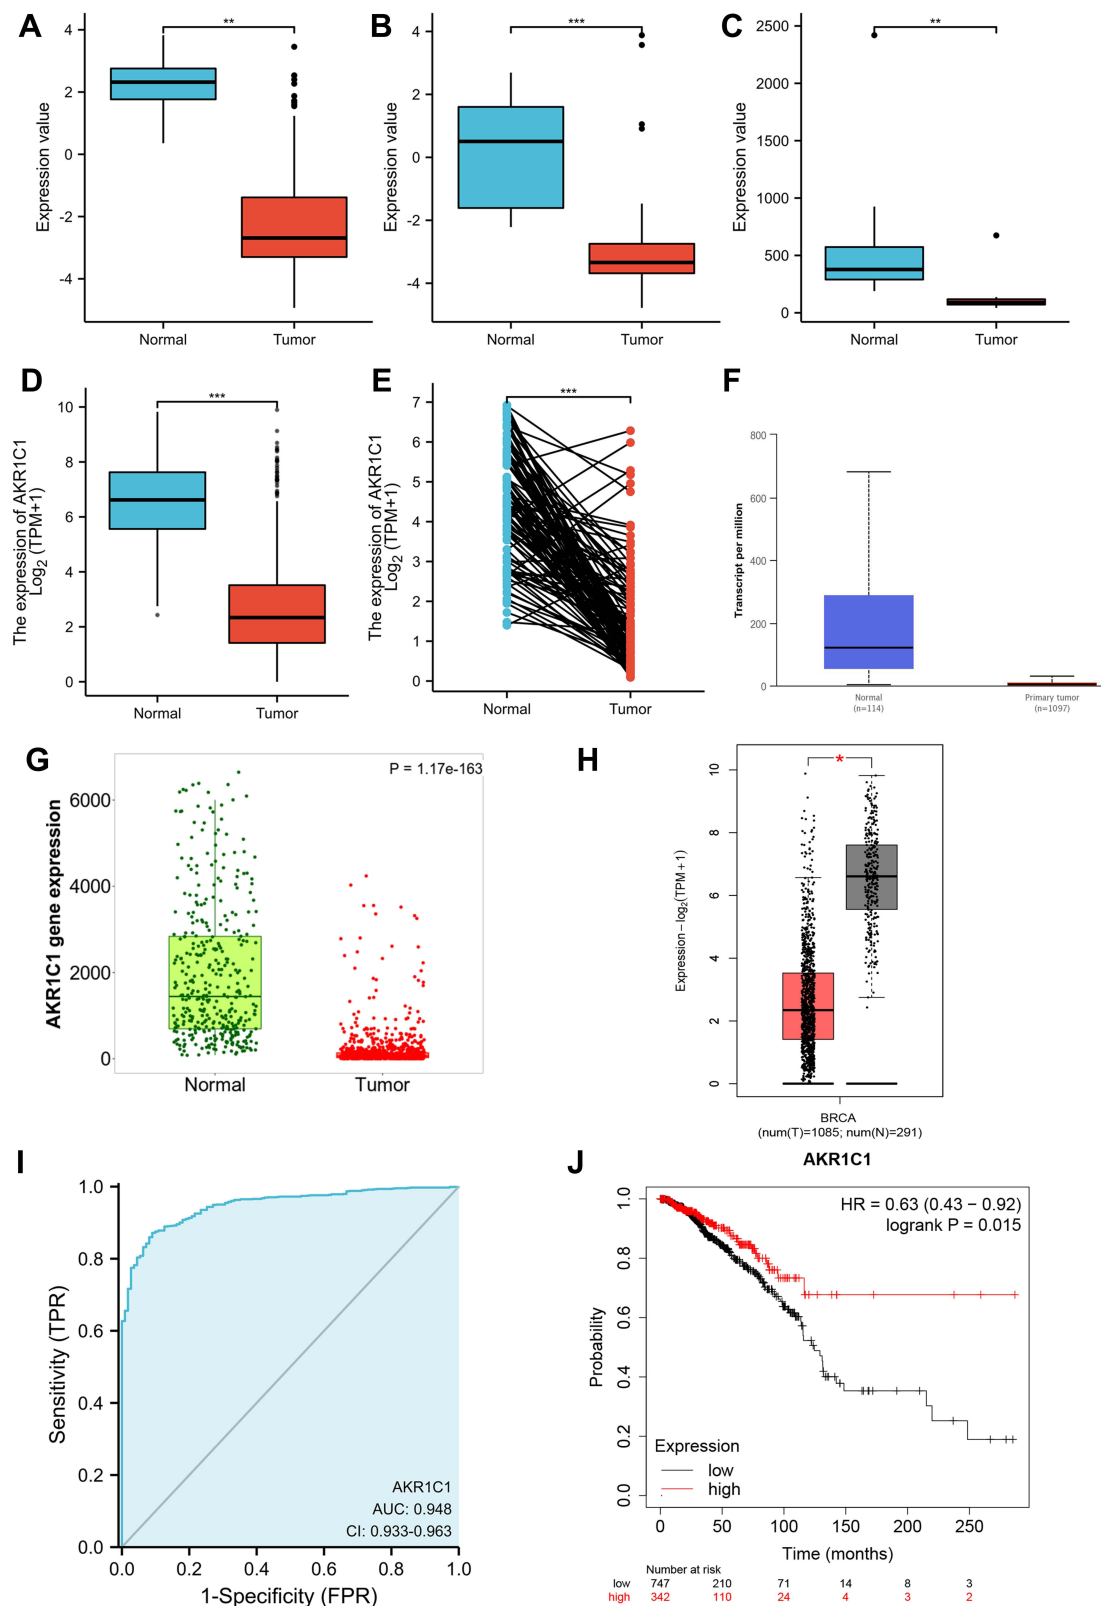 A
**
Expression value
4
2
0
-2
-4
Normal
Tumor
B
***
Expression value
4
2
0
-2
-4
Normal
Tumor
C
**
Expression value
2500
2000
1500
1000
500
0
Normal
Tumor
D
***
The expression of AKR1C1
Log2 (TPM+1)
10
8
6
4
2
0
Normal
Tumor
E
***
The expression of AKR1C1
Log2 (TPM+1)
7
6
5
4
3
2
1
0
Normal
Tumor
F
Transcript per million
800
600
400
200
0
Normal
(n=114)
Primary tumor
(n=1097)
G
P = 1.17e-163
AKR1C1 gene expression
6000
4000
2000
0
Normal
Tumor
H
*
Expression – log2(TPM + 1)
10
8
6
4
2
0
BRCA
(num(T)=1085; num(N)=291)
I
Sensitivity (TPR)
1.0
0.8
0.6
0.4
0.2
0.0
AKR1C1
AUC: 0.948
CI: 0.933-0.963
0.0 0.2 0.4 0.6 0.8 1.0
1-Specificity (FPR)
J
AKR1C1
HR = 0.63 (0.43 − 0.92)
logrank P = 0.015
Probability
1.0
0.8
0.6
0.4
0.2
0.0
Expression
low
high
0 50 100 150 200 250
Time (months)
Number at risk
low 747 210 71 14 8 3
high 342 110 24 4 3 2